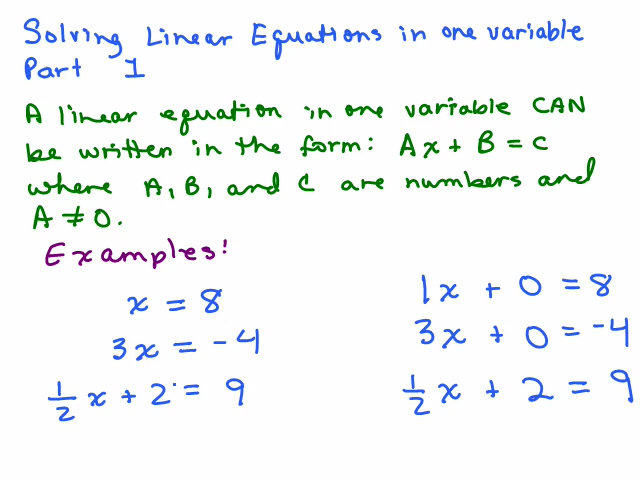 Solving Linear Equations in one variable
Part 1
A linear equation in one variable CAN
be written in the form: Ax + B = C
where A, B, and C are numbers and
A ≠ 0.
Examples:
x = 8
1x + 0 = 8
3x = -4
3x + 0 = -4
1/2 x + 2 = 9
1/2 x + 2 = 9